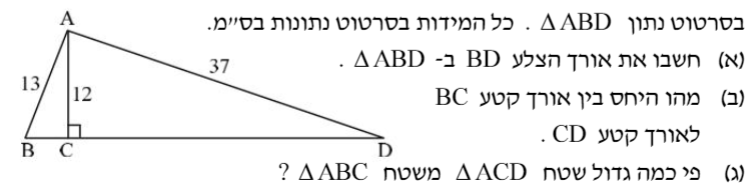 בסרטוט נתון ΔABD . כל המידות בסרטוט נתונות בס״מ.
(א) חשבו את אורך הצלע BD ב- ΔABD .
(ב) מהו היחס בין אורך קטע BC
לאורך קטע CD .
(ג) פי כמה גדול שטח ΔACD משטח ΔABC ?
A
37
13
12
B
C
D